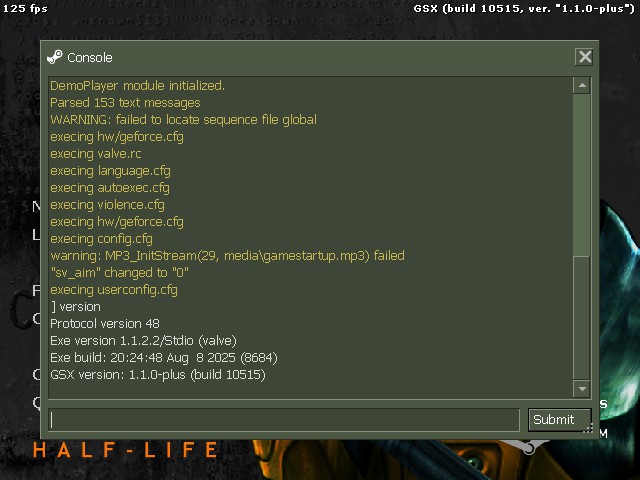 125 fps
GSX (build 10515, ver. "1.1.0-plus")
Console
DemoPlayer module initialized.
Parsed 153 text messages
WARNING: failed to locate sequence file global
execing hw/geforce.cfg
execing valve.rc
execing language.cfg
execing autoexec.cfg
execing violence.cfg
execing hw/geforce.cfg
execing config.cfg
warning: MP3_InitStream(29, media\gamestartup.mp3) failed
"sv_aim" changed to "0"
execing userconfig.cfg
] version
Protocol version 48
Exe version 1.1.2.2/Stdio (valve)
Exe build: 20:24:48 Aug  8 2025 (8684)
GSX version: 1.1.0-plus (build 10515)
Submit
HALF-LIFE